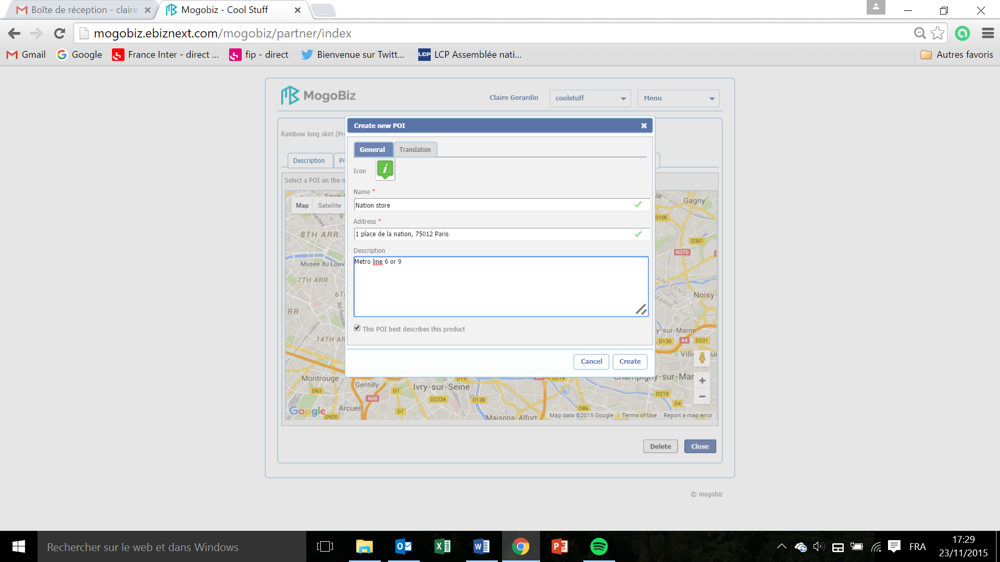 Boîte de réception - claire
Mogobiz - Cool Stuff
mogobiz.ebiznext.com/mogobiz/partner/index
Gmail
Google
France Inter - direct ...
fip - direct
Bienvenue sur Twitt...
LCP Assemblée nati...
Autres favoris
MogoBiz
Claire Gerardin
coolstuff
Menu
Create new POI
Rainbow long skirt (Pr
General
Translation
Description
Pr
Icon
Select a POI on the m
Name *
Nation store
Map
Satellite
Gagny
D10E
Address *
1 place de la nation, 75012 Paris
8TH ARR.
D301
N370
Description
Metro line 6 or 9
Musée du Louv
7TH ARR.
SAINT-DENIS
MARNE
Noisy-
6T
Bd Raspail
RR.
This POI best describes this product
y-sur-Marne
14TH AR
D130
A4
D231
Cancel
Create
Montrouge
Champigny-sur-Mar
D19
D214
Gentilly
Ivry-sur-Seine
D63
D7
D219
A6B
D223A
D138
D4
Google
Arcueil
D7
D86
D920
Maisons-Alfort
Map data ©2015 Google
Terms of Use
Report a map error
Delete
Close
© mogobiz
Rechercher sur le web et dans Windows
FRA
17:29
23/11/2015